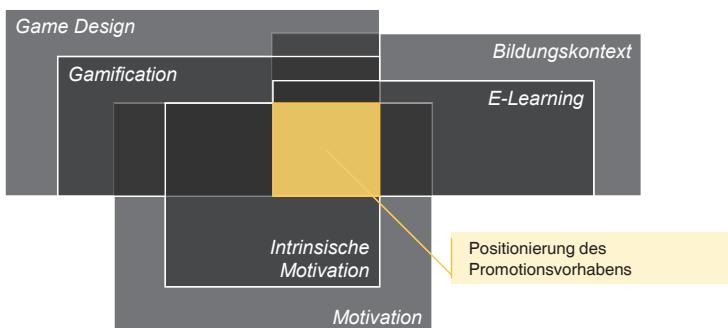 Game Design
Bildungskontext
Gamification
E-Learning
Intrinsische
Motivation
Positionierung des
Promotionsvorhabens
Motivation